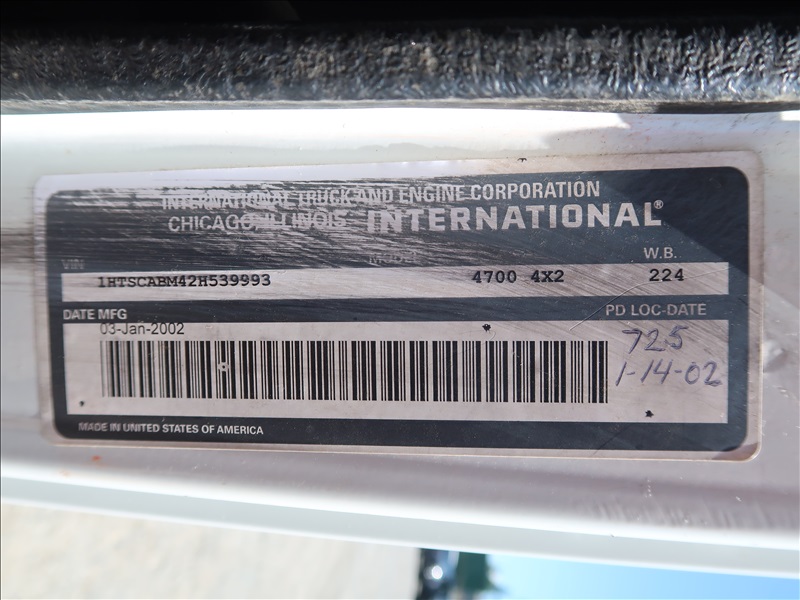 INTERNATIONAL TRUCK AND ENGINE CORPORATION
CHICAGO, ILLINOIS INTERNATIONAL®
VIN MODEL W.B.
1HTSCABM42H539993 4700 4X2 224
DATE MFG PD LOC-DATE
03-Jan-2002
725
1-14-02
MADE IN UNITED STATES OF AMERICA